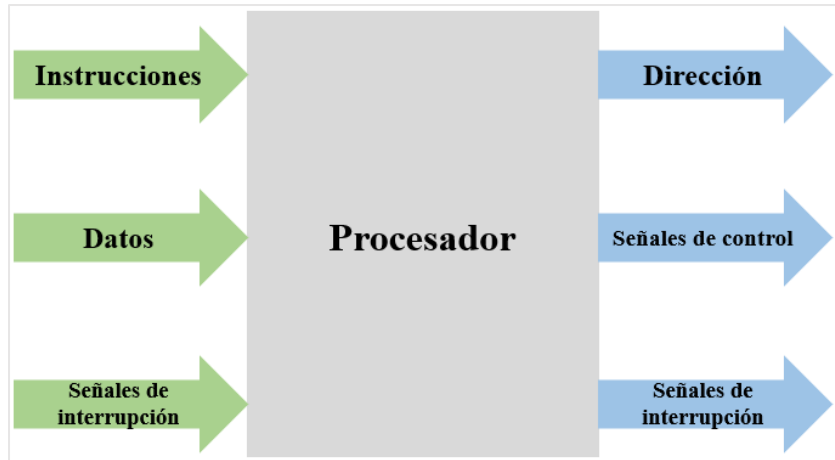 Instrucciones
Dirección
Datos
Procesador
Señales de control
Señales de
interrupción
Señales de
interrupción